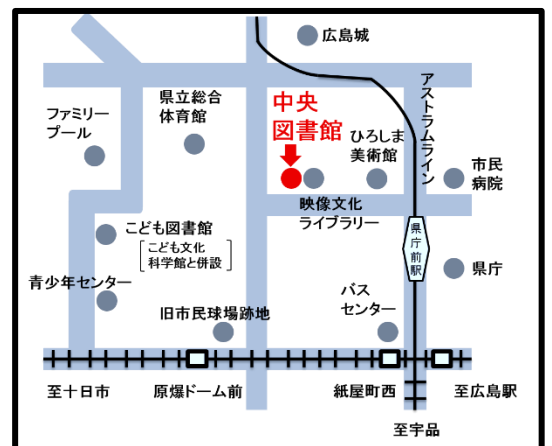 広島城
県立総合
体育館
中央
図書館
アストラムライン
ファミリー
プール
ひろしま
美術館
市民
病院
映像文化
ライブラリー
こども図書館
こども文化
科学館と併設
県庁前駅
県庁
青少年センター
旧市民球場跡地
バス
センター
至十日市
原爆ドーム前
紙屋町西
至広島駅
至宇品